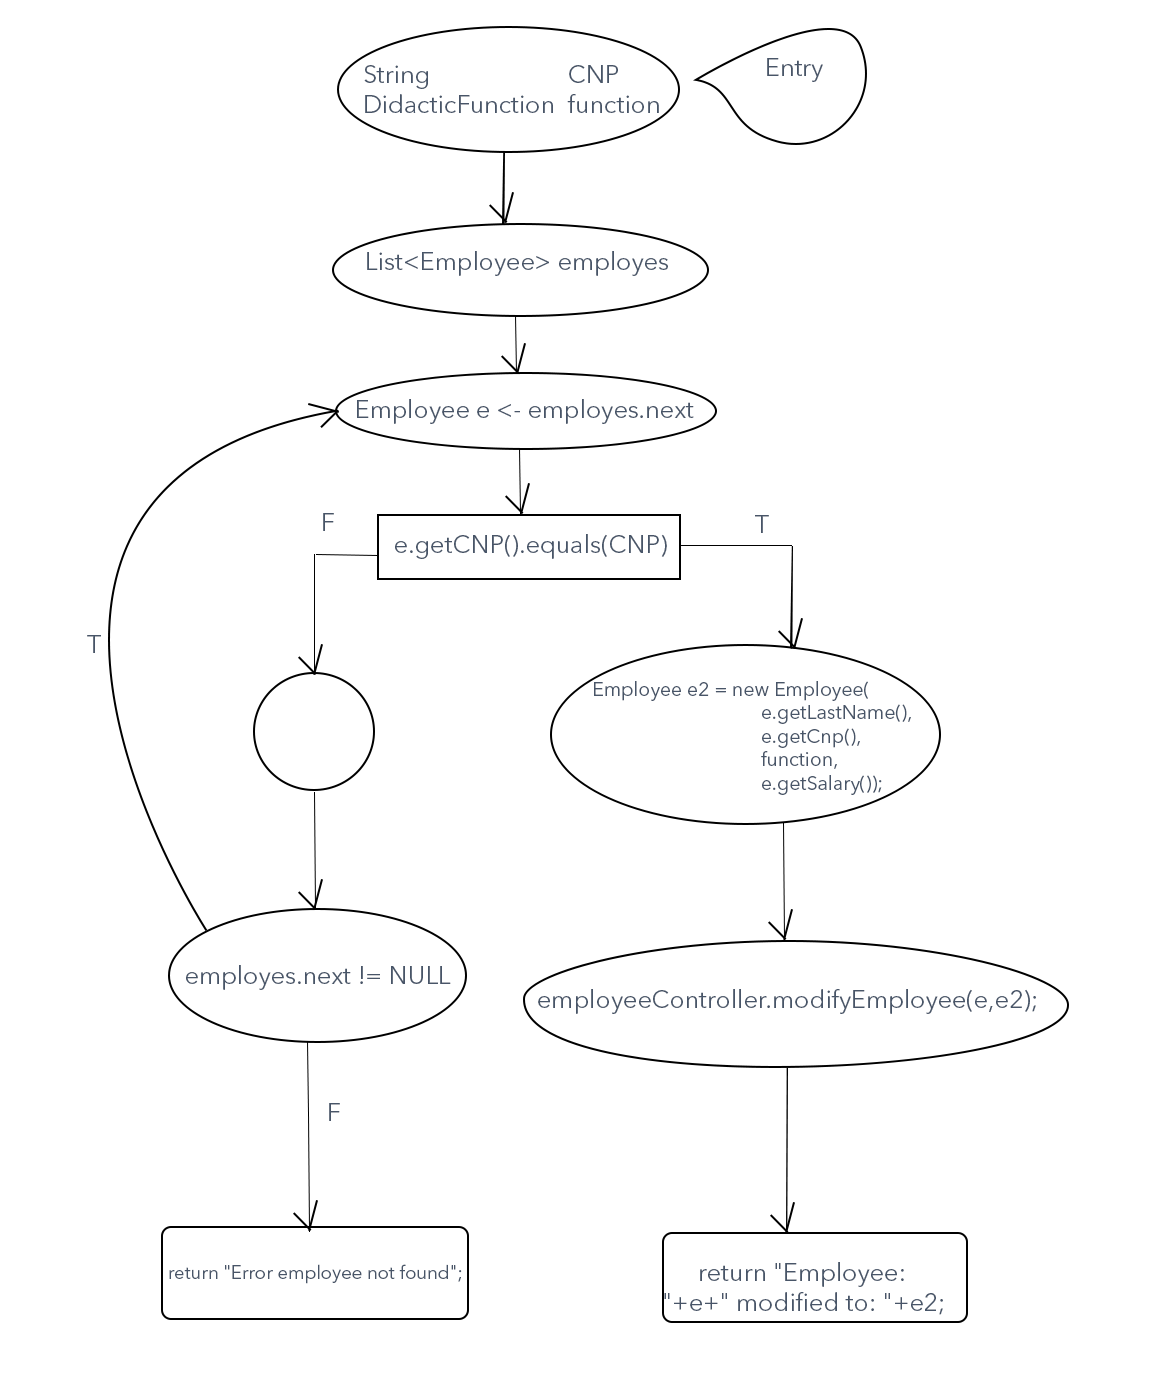 String CNP
DidacticFunction function
Entry
List<Employee> employes
Employee e <- employes.next
F
T
e.getCNP().equals(CNP)
T
Employee e2 = new Employee(
e.getLastName(),
e.getCnp(),
function,
e.getSalary());
employes.next != NULL
employeeController.modifyEmployee(e,e2);
F
return "Error employee not found";
return "Employee:
"+e+" modified to: "+e2;